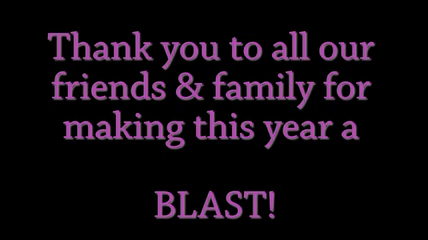 Thank you to all our
friends & family for
making this year a
BLAST!